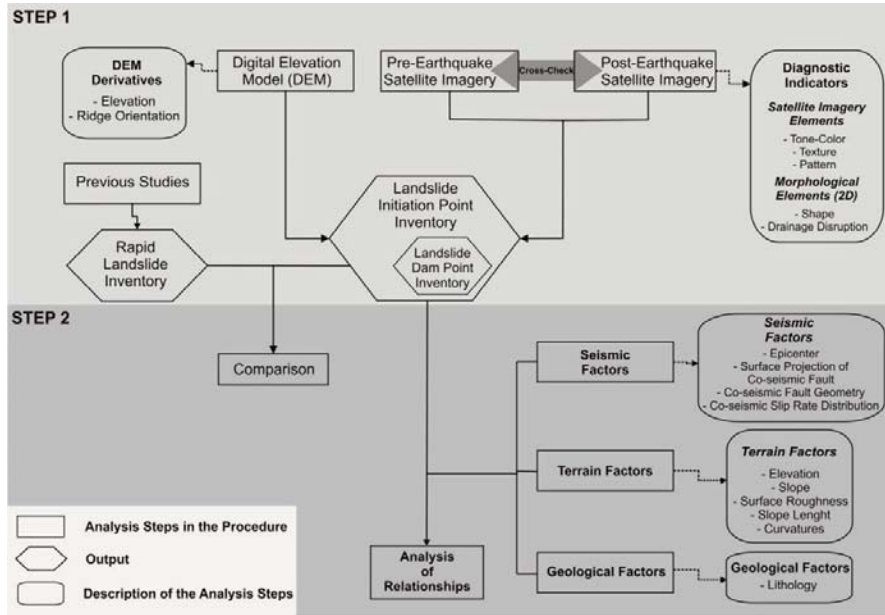 STEP 1
DEM
Derivatives
- Elevation
- Ridge Orientation
Digital Elevation
Model (DEM)
Pre-Earthquake
Satellite Imagery
Cross-Check
Post-Earthquake
Satellite Imagery
Diagnostic
Indicators
Satellite Imagery
Elements
- Tone-Color
- Texture
- Pattern
Morphological
Elements (2D)
- Shape
- Drainage Disruption
Previous Studies
Rapid
Landslide
Inventory
Landslide
Initiation Point
Inventory
Landslide
Dam Point
Inventory
STEP 2
Comparison
Seismic
Factors
Seismic
Factors
- Epicenter
- Surface Projection of
Co-seismic Fault
- Co-seismic Fault Geometry
- Co-seismic Slip Rate Distribution
Terrain Factors
Terrain Factors
- Elevation
- Slope
- Surface Roughness
- Slope Lenght
- Curvatures
Analysis
of
Relationships
Geological Factors
Geological Factors
- Lithology
Analysis Steps in the Procedure
Output
Description of the Analysis Steps